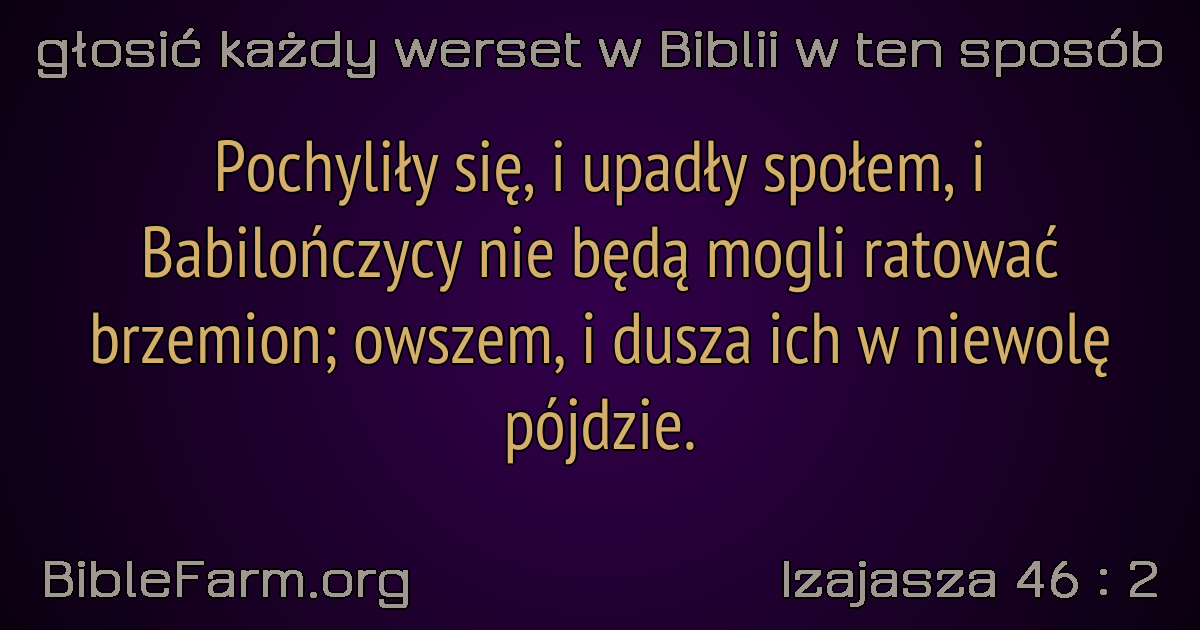 głosić każdy werset w Biblii w ten sposób
Pochyliły się, i upadły społem, i
Babilończycy nie będą mogli ratować
brzemion; owszem, i dusza ich w niewolę
pójdzie.
BibleFarm.org
Izajasza 46 : 2